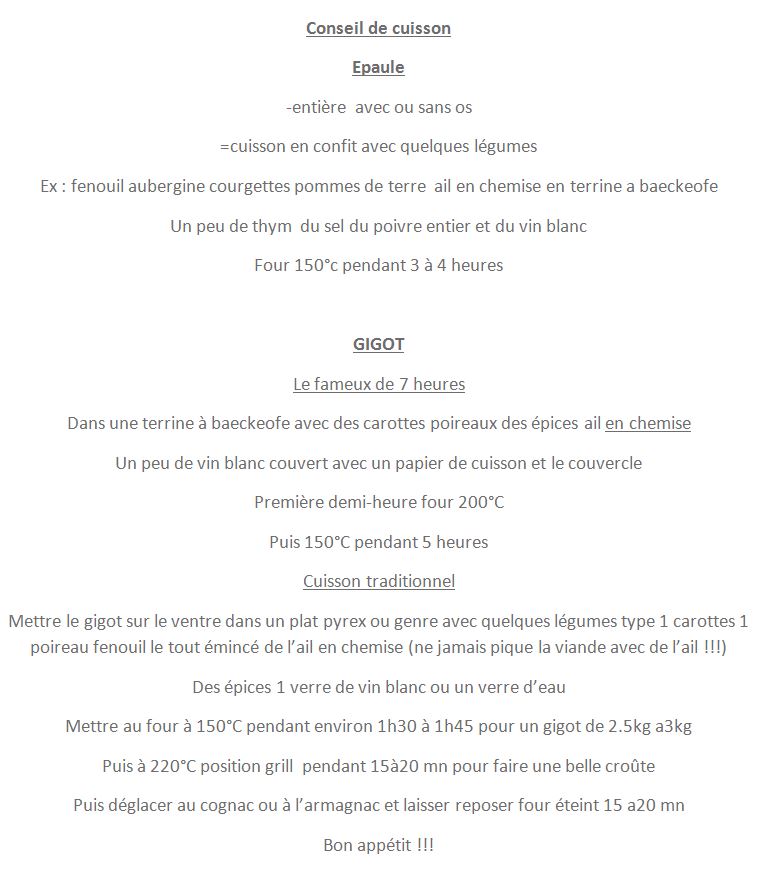 Conseil de cuisson
Epaule
-entière  avec ou sans os
=cuisson en confit avec quelques légumes
Ex : fenouil aubergine courgettes pommes de terre  ail en chemise en terrine a baeckeofe
Un peu de thym  du sel du poivre entier et du vin blanc
Four 150°c pendant 3 à 4 heures
GIGOT
Le fameux de 7 heures
Dans une terrine à baeckeofe avec des carottes poireaux des épices ail en chemise
Un peu de vin blanc couvert avec un papier de cuisson et le couvercle
Première demi-heure four 200°C
Puis 150°C pendant 5 heures
Cuisson traditionnel
Mettre le gigot sur le ventre dans un plat pyrex ou genre avec quelques légumes type 1 carottes 1
poireau fenouil le tout émincé de l’ail en chemise (ne jamais pique la viande avec de l’ail !!!)
Des épices 1 verre de vin blanc ou un verre d’eau
Mettre au four à 150°C pendant environ 1h30 à 1h45 pour un gigot de 2.5kg a3kg
Puis à 220°C position grill  pendant 15à20 mn pour faire une belle croûte
Puis déglacer au cognac ou à l’armagnac et laisser reposer four éteint 15 a20 mn
Bon appétit !!!